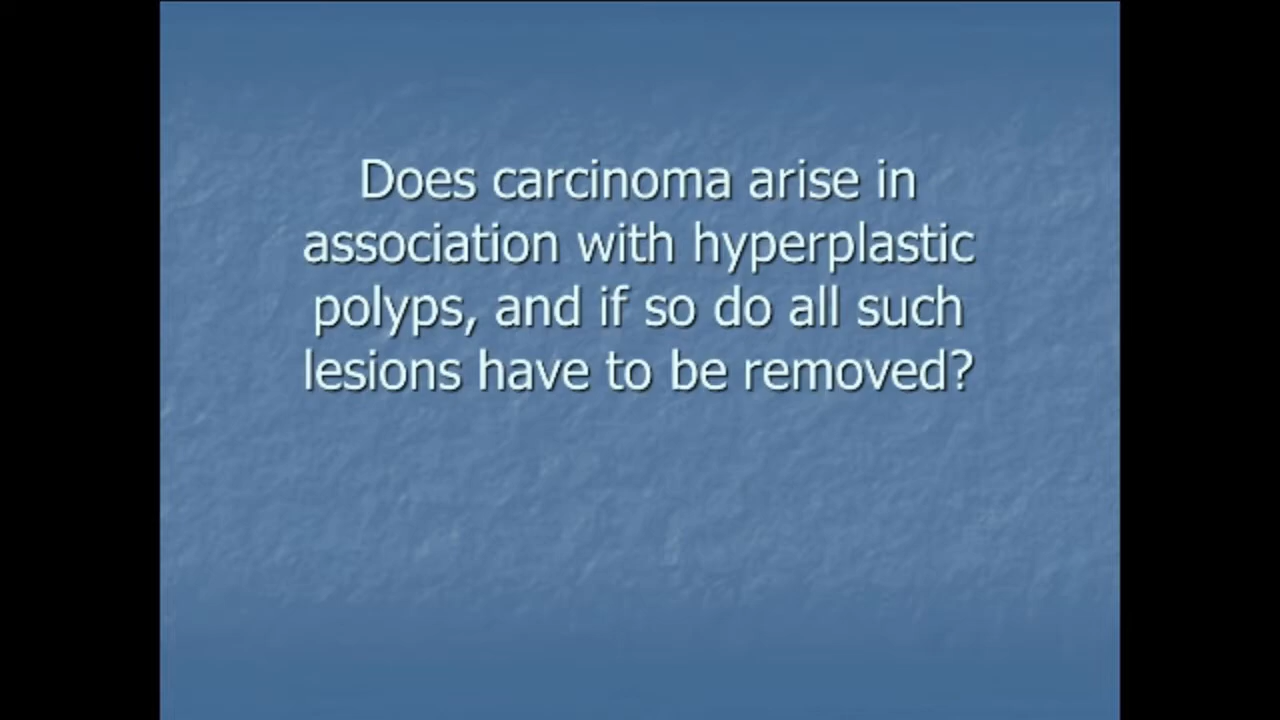 Does carcinoma arise in
association with hyperplastic
polyps, and if so do all such
lesions have to be removed?